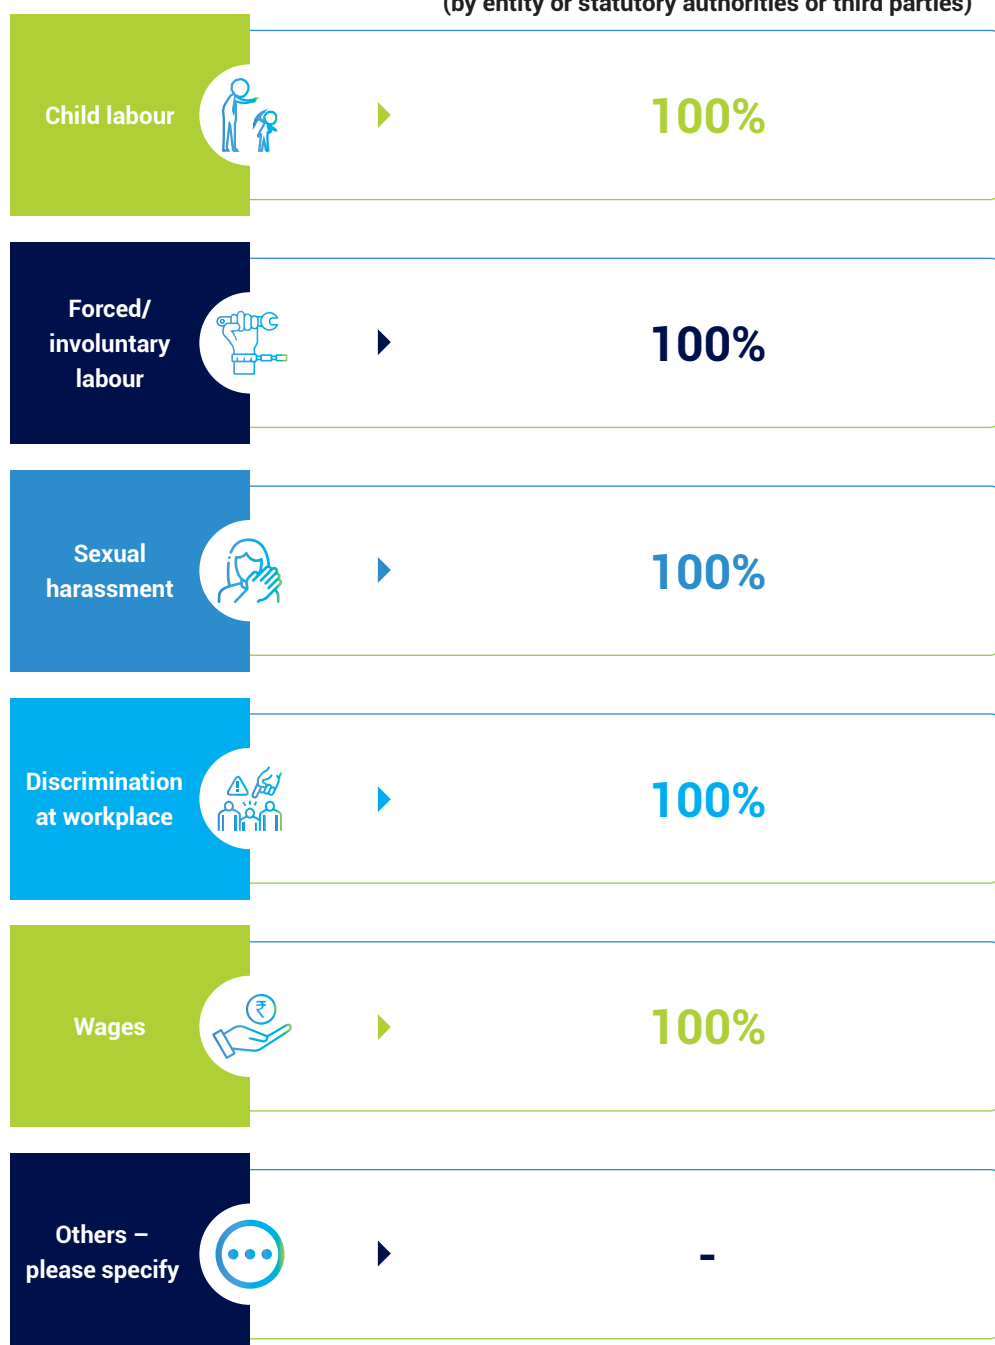 (by entity or statutory authorities or third parties)
Child labour
100%
Forced/
involuntary
labour
100%
Sexual
harassment
100%
Discrimination
at workplace
100%
Wages
₹
100%
Others –
please specify
-